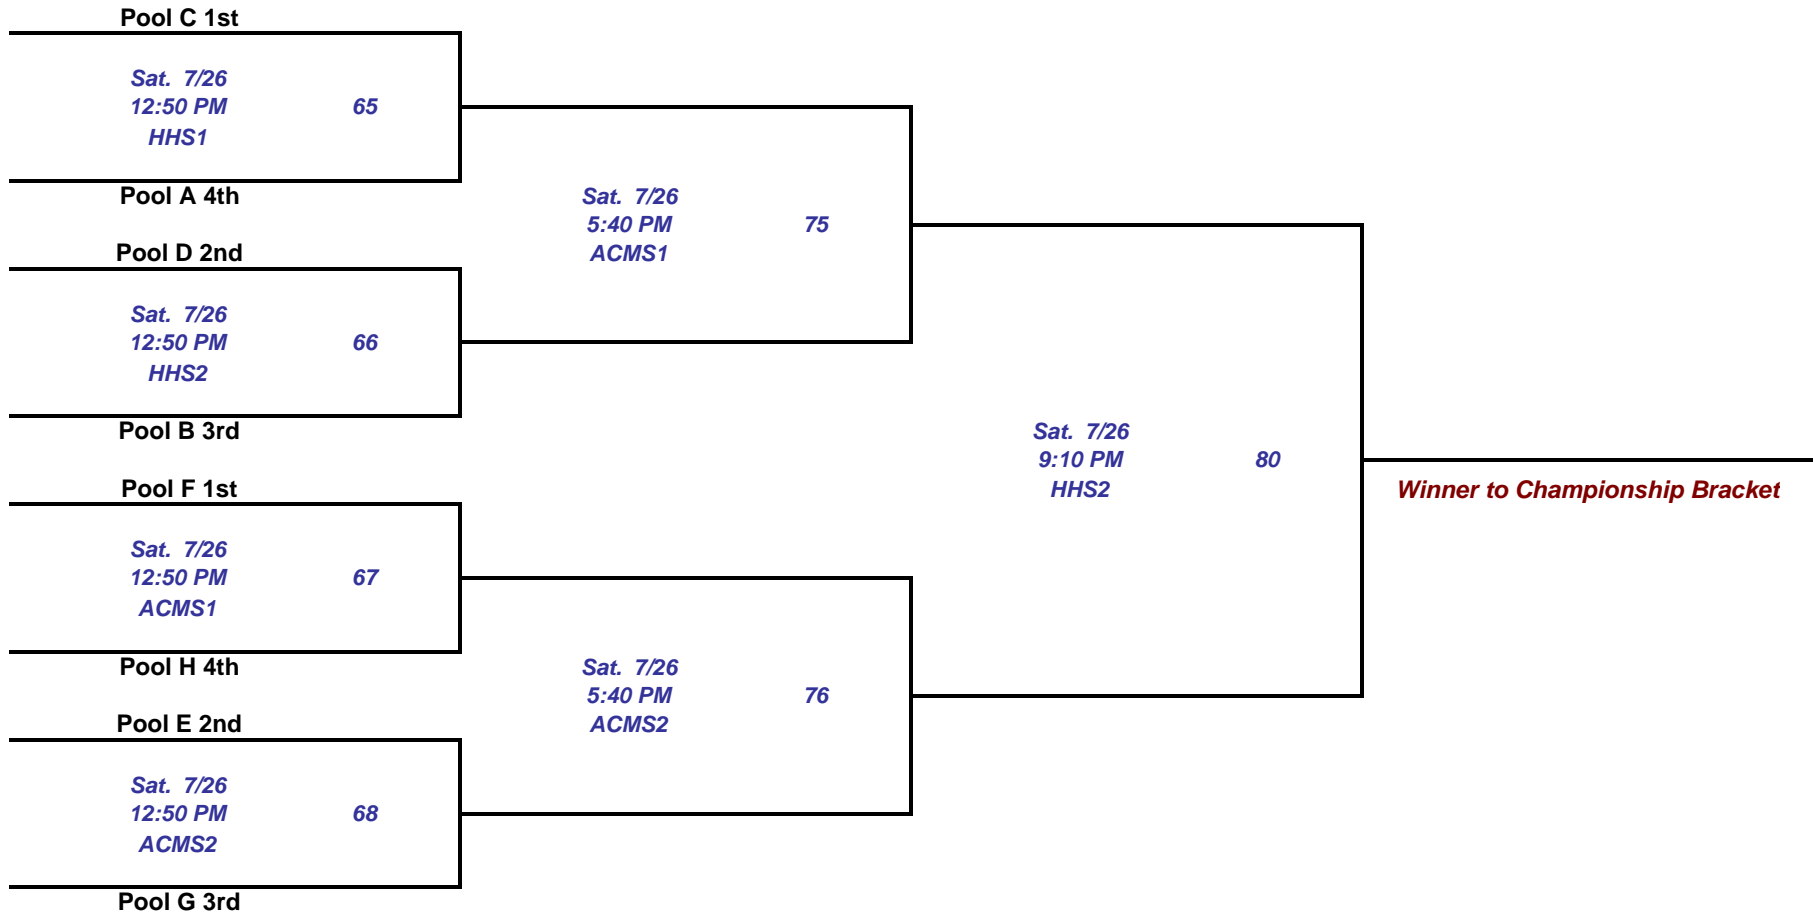 Pool C 1st
Sat. 7/26
12:50 PM 65
HHS1
Pool A 4th
Sat. 7/26
5:40 PM 75
ACMS1
Pool D 2nd
Sat. 7/26
12:50 PM 66
HHS2
Pool B 3rd
Sat. 7/26
9:10 PM 80
HHS2
Winner to Championship Bracket
Pool F 1st
Sat. 7/26
12:50 PM 67
ACMS1
Pool H 4th
Sat. 7/26
5:40 PM 76
ACMS2
Pool E 2nd
Sat. 7/26
12:50 PM 68
ACMS2
Pool G 3rd